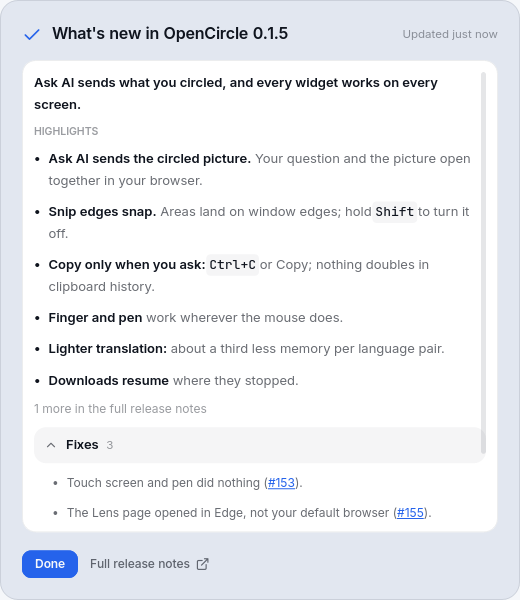 What's new in OpenCircle 0.1.5
Updated just now
Ask AI sends what you circled, and every widget works on every
screen.
HIGHLIGHTS
• Ask AI sends the circled picture. Your question and the picture open
together in your browser.
• Snip edges snap. Areas land on window edges; hold Shift to turn it
off.
• Copy only when you ask: Ctrl+C or Copy; nothing doubles in
clipboard history.
• Finger and pen work wherever the mouse does.
• Lighter translation: about a third less memory per language pair.
• Downloads resume where they stopped.
1 more in the full release notes
Fixes 3
• Touch screen and pen did nothing (#153).
• The Lens page opened in Edge, not your default browser (#155).
Done
Full release notes